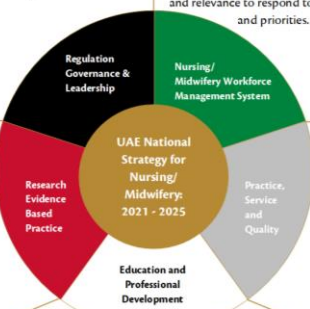 and relevance to respond to
and priorities.
Regulation
Governance &
Leadership
Nursing/
Midwifery Workforce
Management System
UAE National
Strategy for
Nursing/
Midwifery:
2021 - 2025
Research
Evidence
Based
Practice
Practice,
Service
and
Quality
Education and
Professional
Development